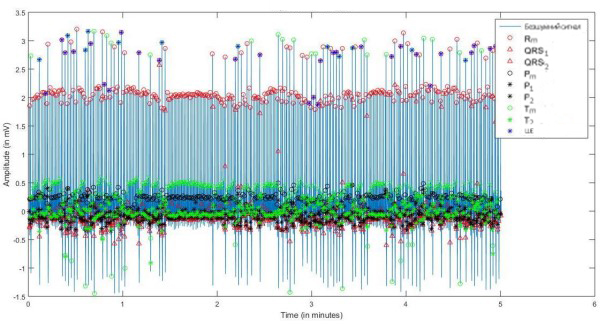 3.5
3
2.5
2
1.5
1
0.5
0
-0.5
-1
-1.5
Amplitude (in mV)
0 1 2 3 4 5 6
Time (in minutes)
Rm
QRS1
QRS2
Pm
P1
P2
Tm
T2